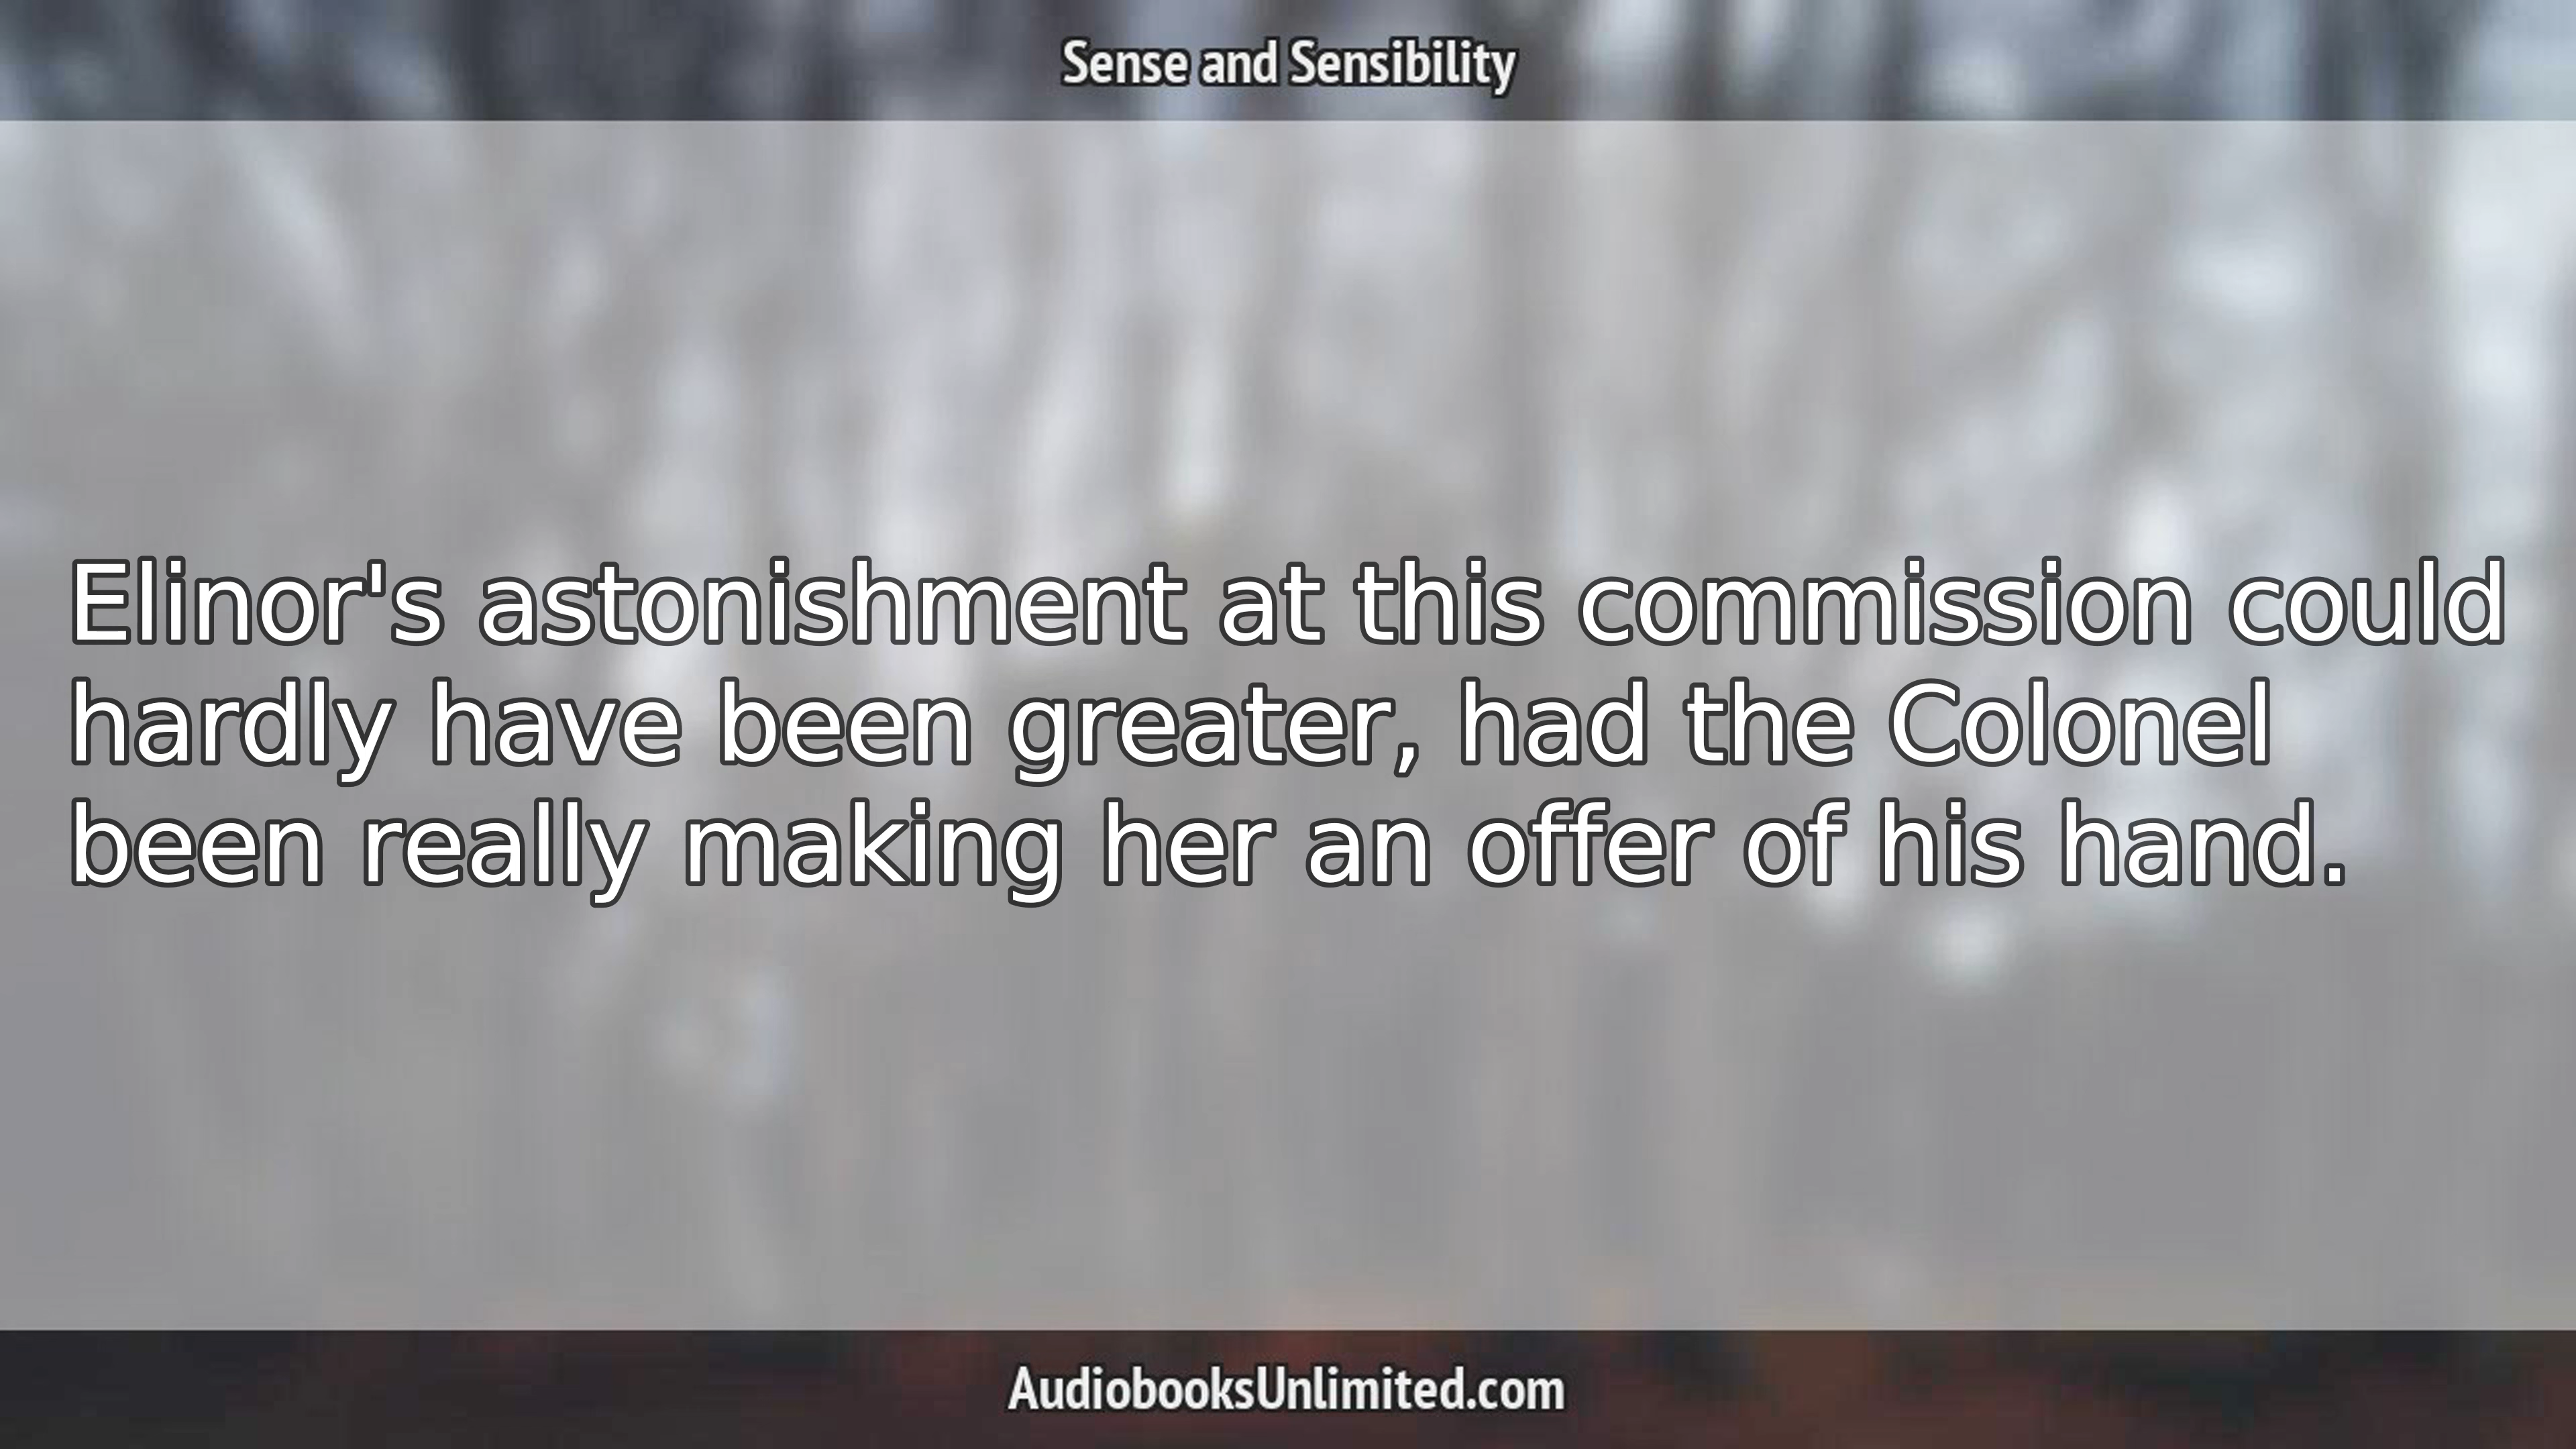 Sense and Sensibility
Elinor's astonishment at this commission could
hardly have been greater, had the Colonel
been really making her an offer of his hand.
AudiobooksUnlimited.com